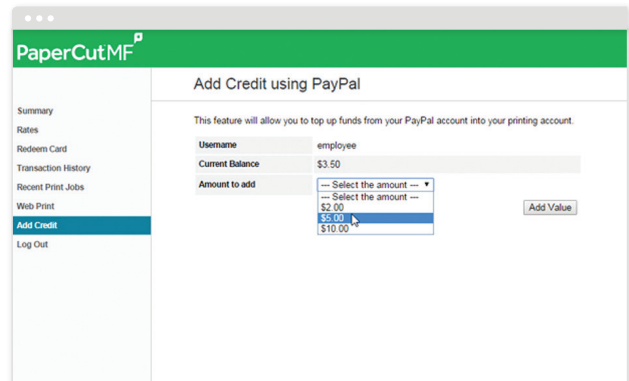 PaperCutMF
Add Credit using PayPal
Summary
Rates
Redeem Card
Transaction History
Recent Print Jobs
Web Print
Add Credit
Log Out
This feature will allow you to top up funds from your PayPal account into your printing account.
Username employee
Current Balance $3.50
Amount to add --- Select the amount ---
--- Select the amount ---
$2.00
$5.00
$10.00
Add Value